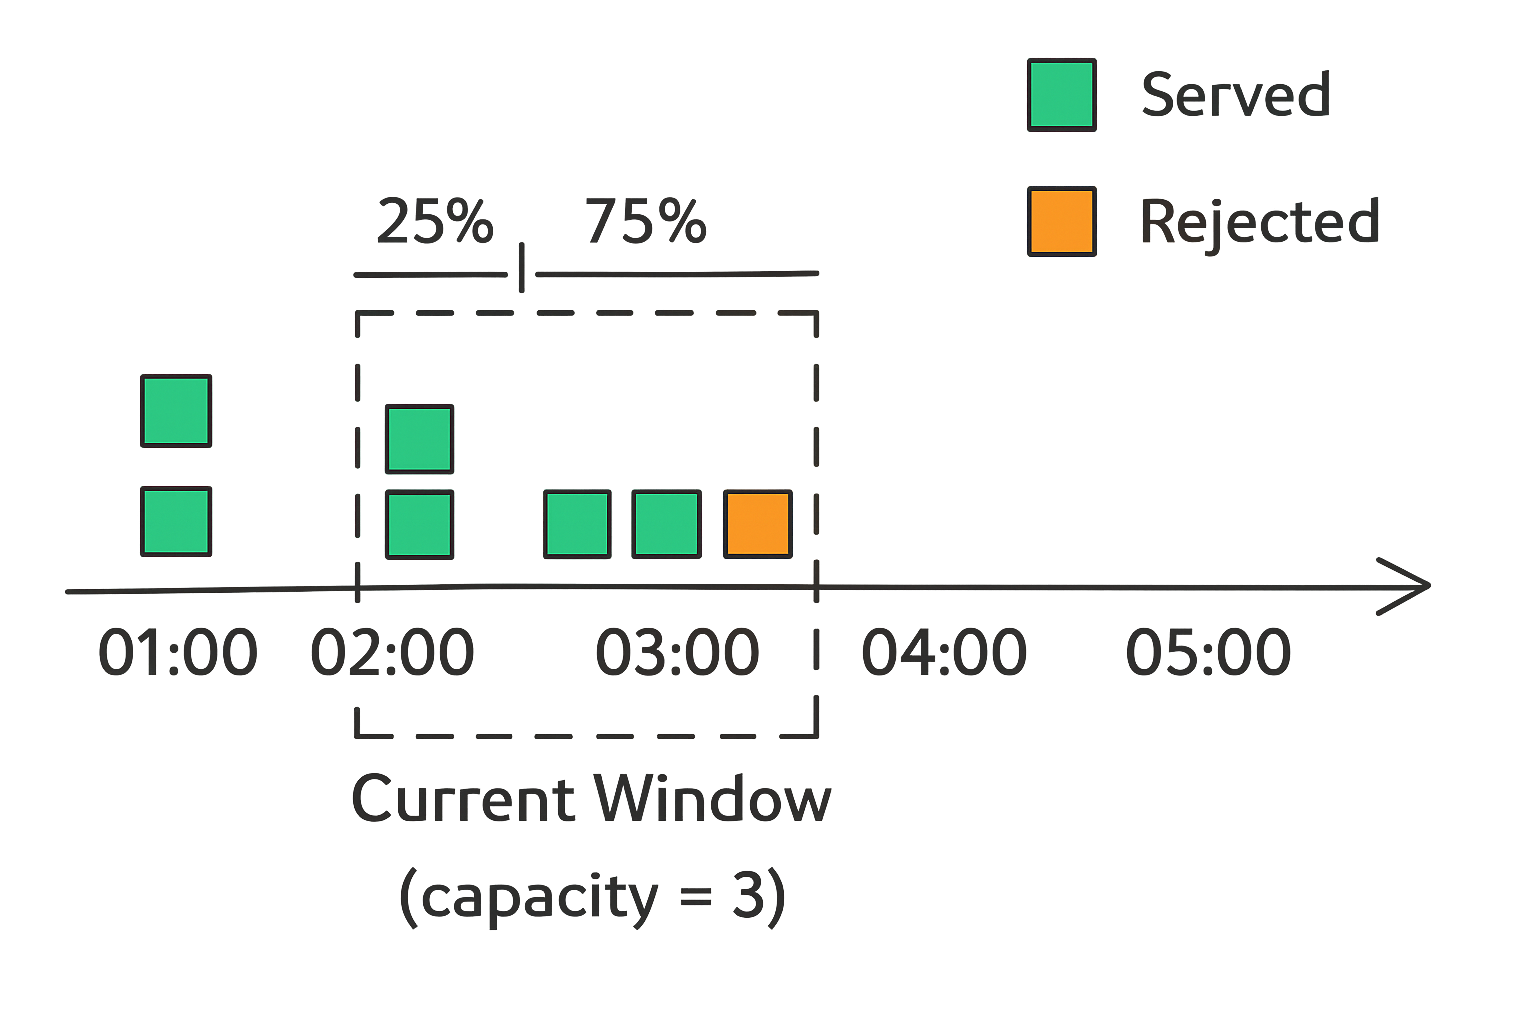 Served
Rejected
25% 75%
01:00 02:00 03:00 04:00 05:00
Current Window
(capacity = 3)